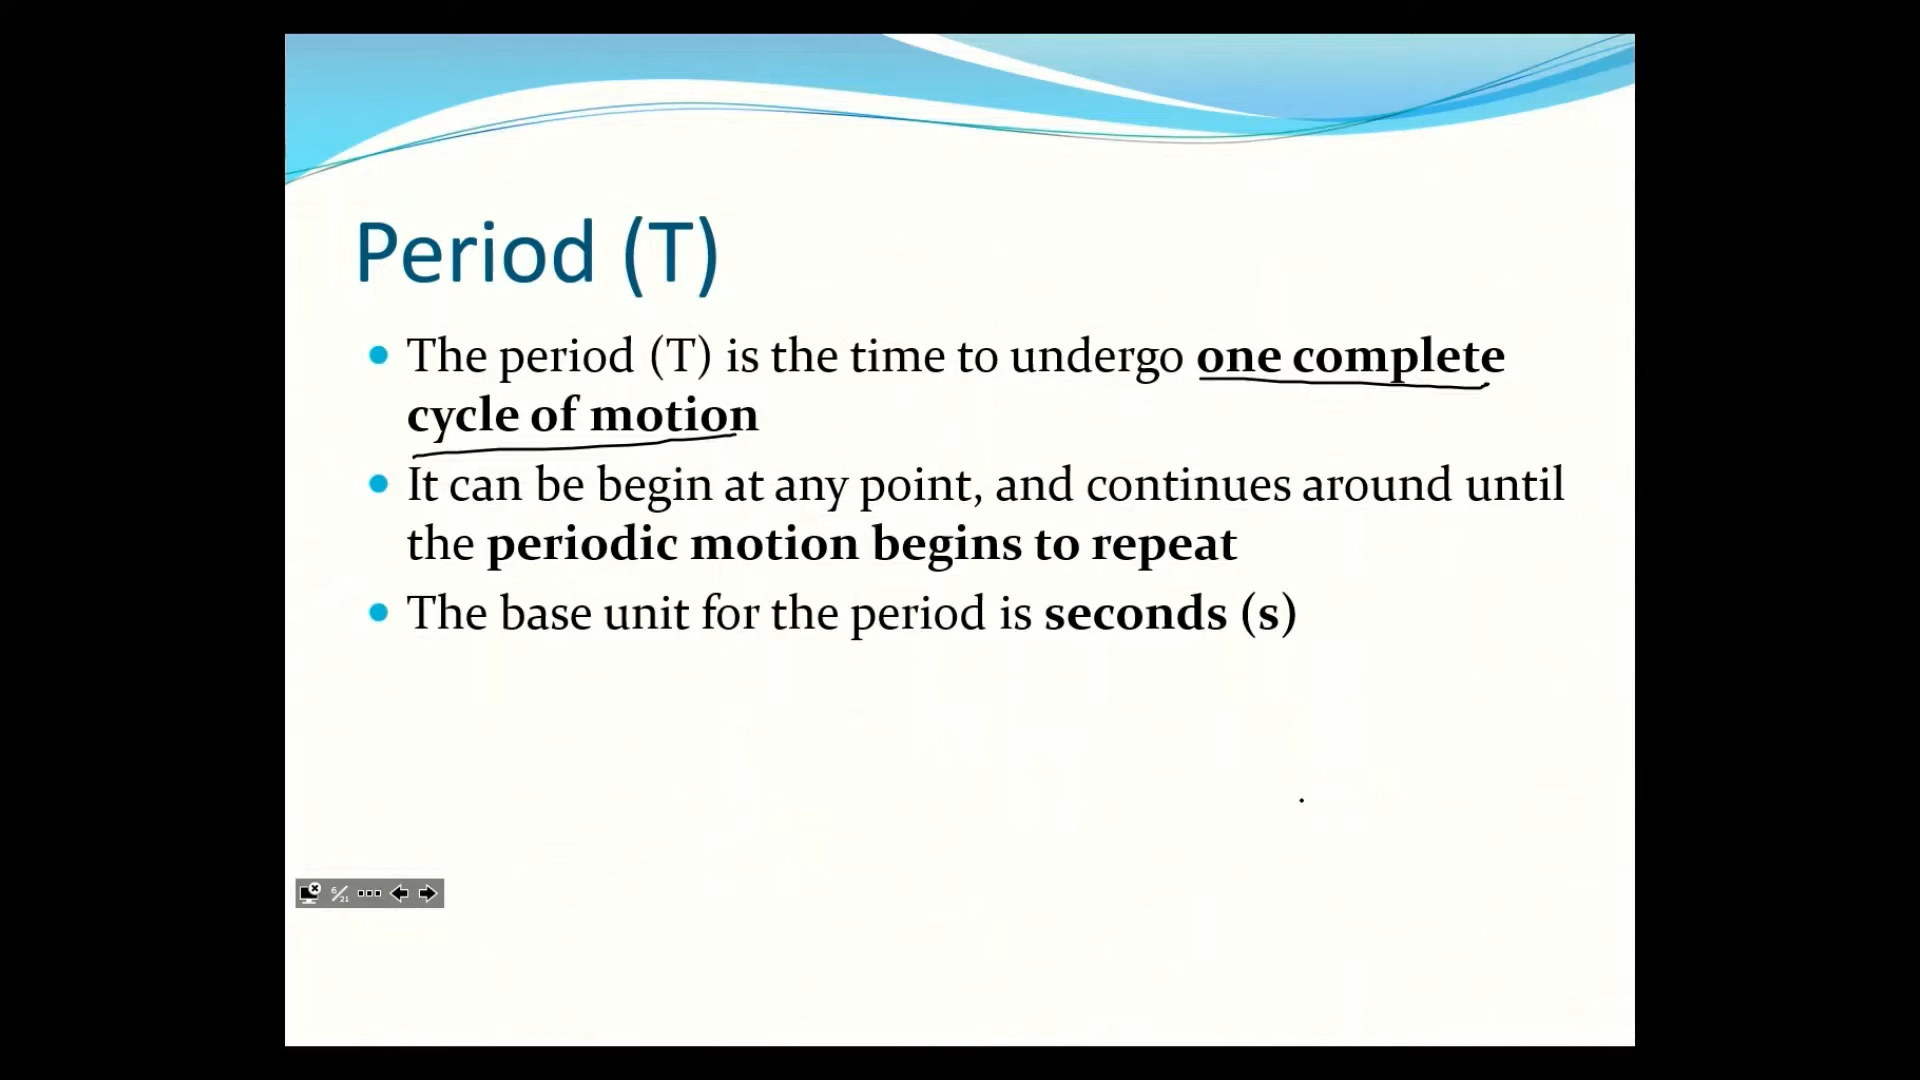 Period (T)
The period (T) is the time to undergo one complete
cycle of motion
It can be begin at any point, and continues around until
the periodic motion begins to repeat
The base unit for the period is seconds (s)
6/21